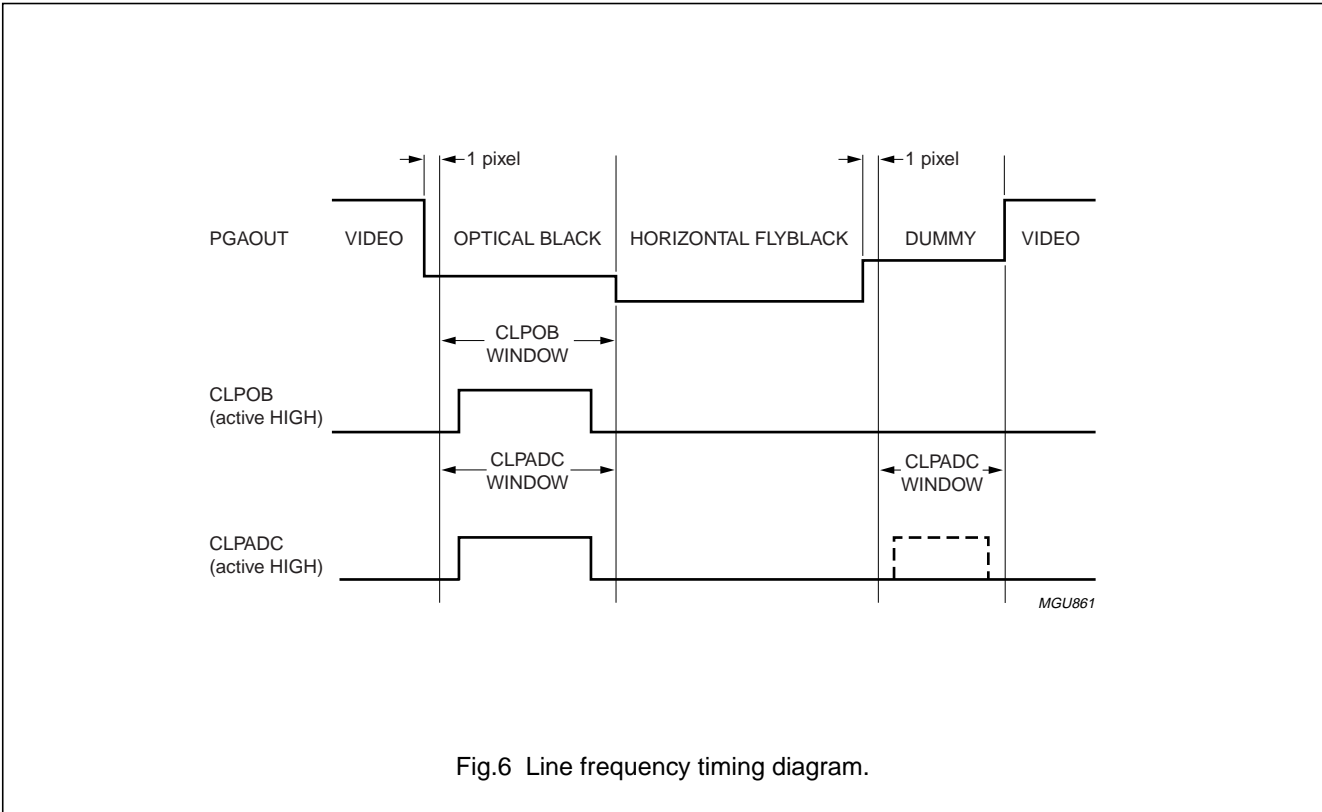 1 pixel
1 pixel
PGAOUT
VIDEO
OPTICAL BLACK
HORIZONTAL FLYBLACK
DUMMY
VIDEO
CLPOB
WINDOW
CLPOB
(active HIGH)
CLPADC
WINDOW
CLPADC
WINDOW
CLPADC
(active HIGH)
MGU861
Fig.6 Line frequency timing diagram.